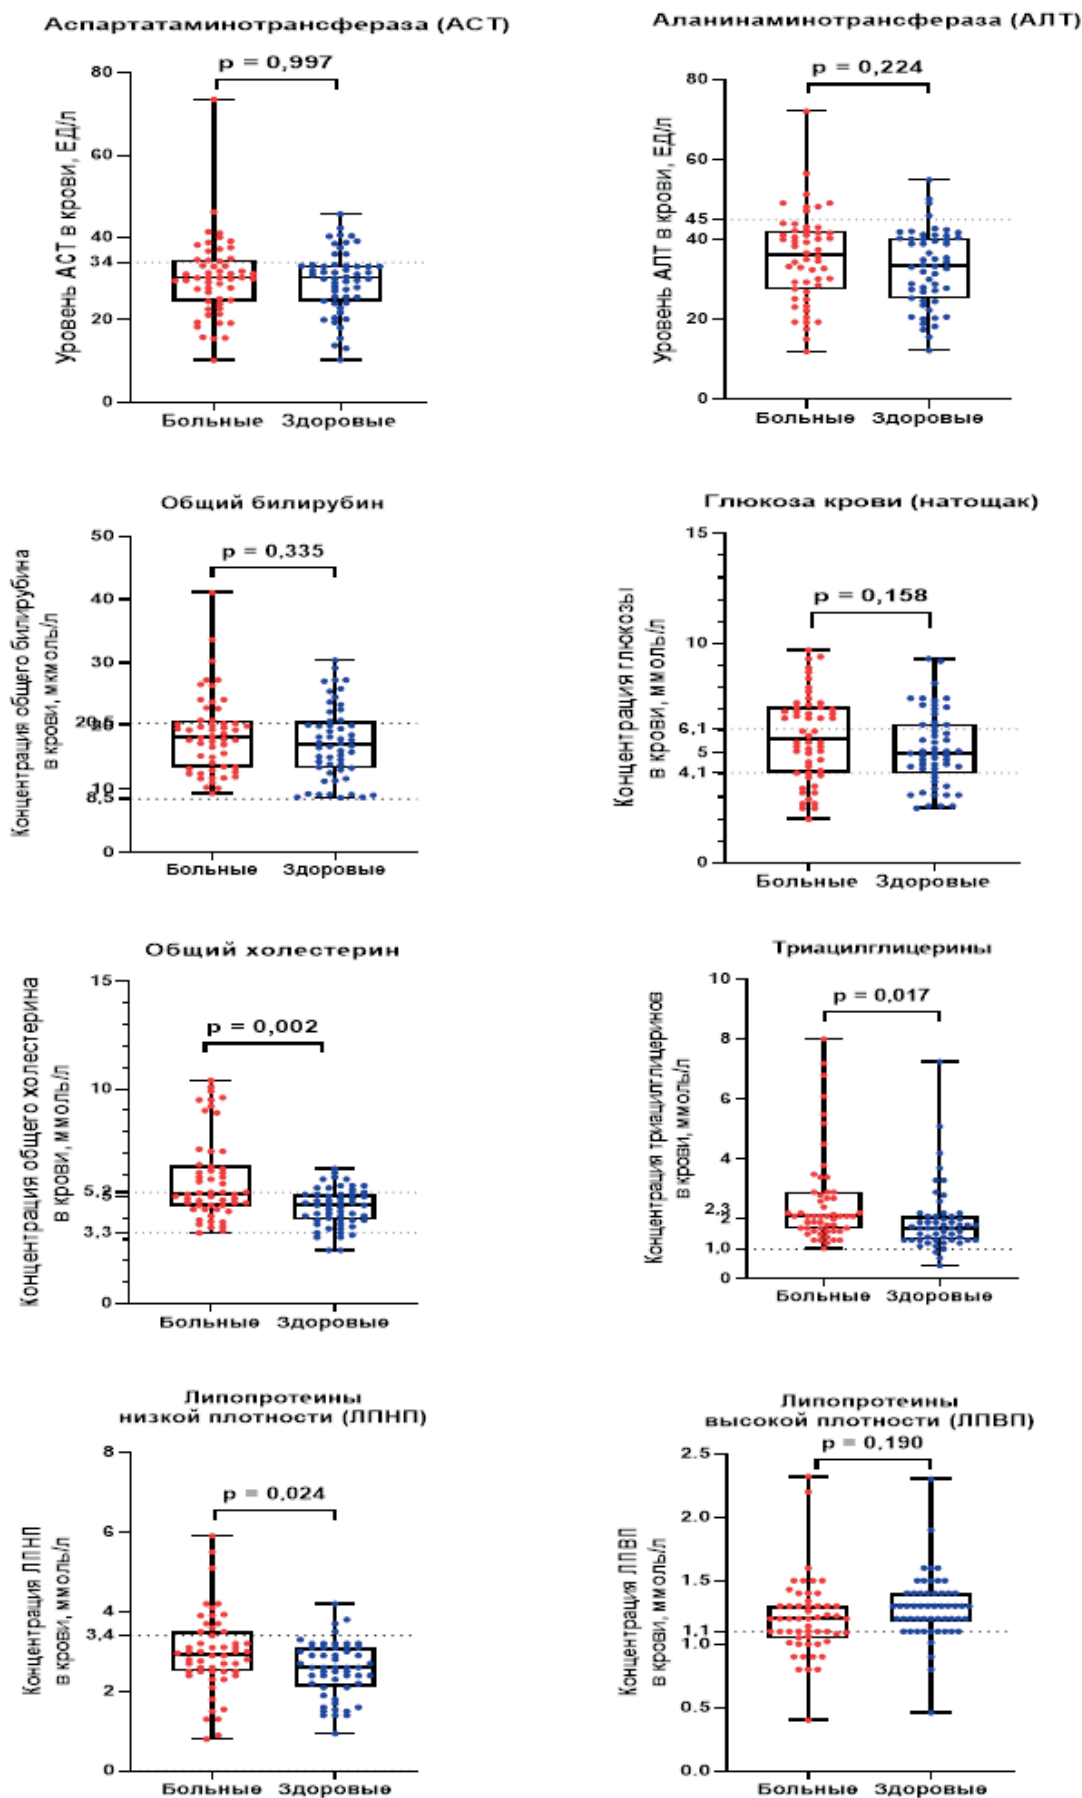 Аспартатаминотрансфераза (АСТ)
p = 0,997
Уровень АСТ в крови, ЕД/л
80
60
40
34
20
0
Больные Здоровые
Аланинаминотрансфераза (АЛТ)
p = 0,224
Уровень АЛТ в крови, ЕД/л
80
60
45
40
20
0
Больные Здоровые
Общий билирубин
p = 0,335
Концентрация общего билирубина
в крови, мкмоль/л
50
40
30
20,5
20
10
8,5
0
Больные Здоровые
Глюкоза крови (натощак)
p = 0,158
Концентрация глюкозы
в крови, ммоль/л
15
10
6,1
5
4,1
0
Больные Здоровые
Общий холестерин
p = 0,002
Концентрация общего холестерина
в крови, ммоль/л
15
10
5,2
5
3,3
0
Больные Здоровые
Триацилглицерины
p = 0,017
Концентрация триацилглицеринов
в крови, ммоль/л
10
8
6
4
2,3
2
1,0
0
Больные Здоровые
Липопротеины
низкой плотности (ЛПНП)
p = 0,024
Концентрация ЛПНП
в крови, ммоль/л
8
6
4
3,4
2
0
Больные Здоровые
Липопротеины
высокой плотности (ЛПВП)
p = 0,190
Концентрация ЛПВП
в крови, ммоль/л
2.5
2.0
1.5
1,1
1.0
0.5
0.0
Больные Здоровые